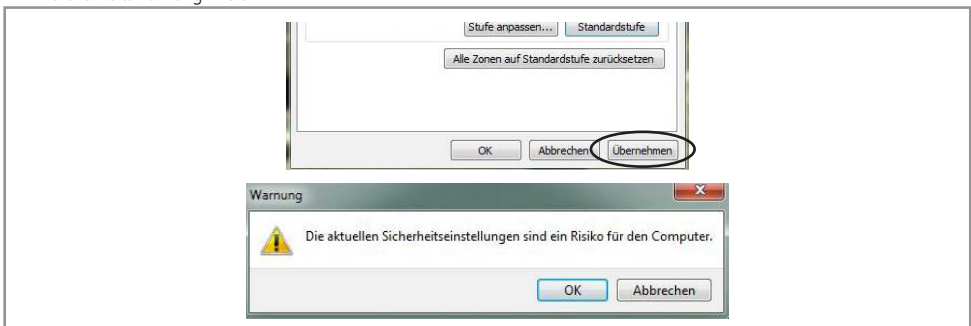 Stufe anpassen... Standardstufe
Alle Zonen auf Standardstufe zurücksetzen
OK Abbrechen Übernehmen
Warnung
Die aktuellen Sicherheitseinstellungen sind ein Risiko für den Computer.
OK Abbrechen